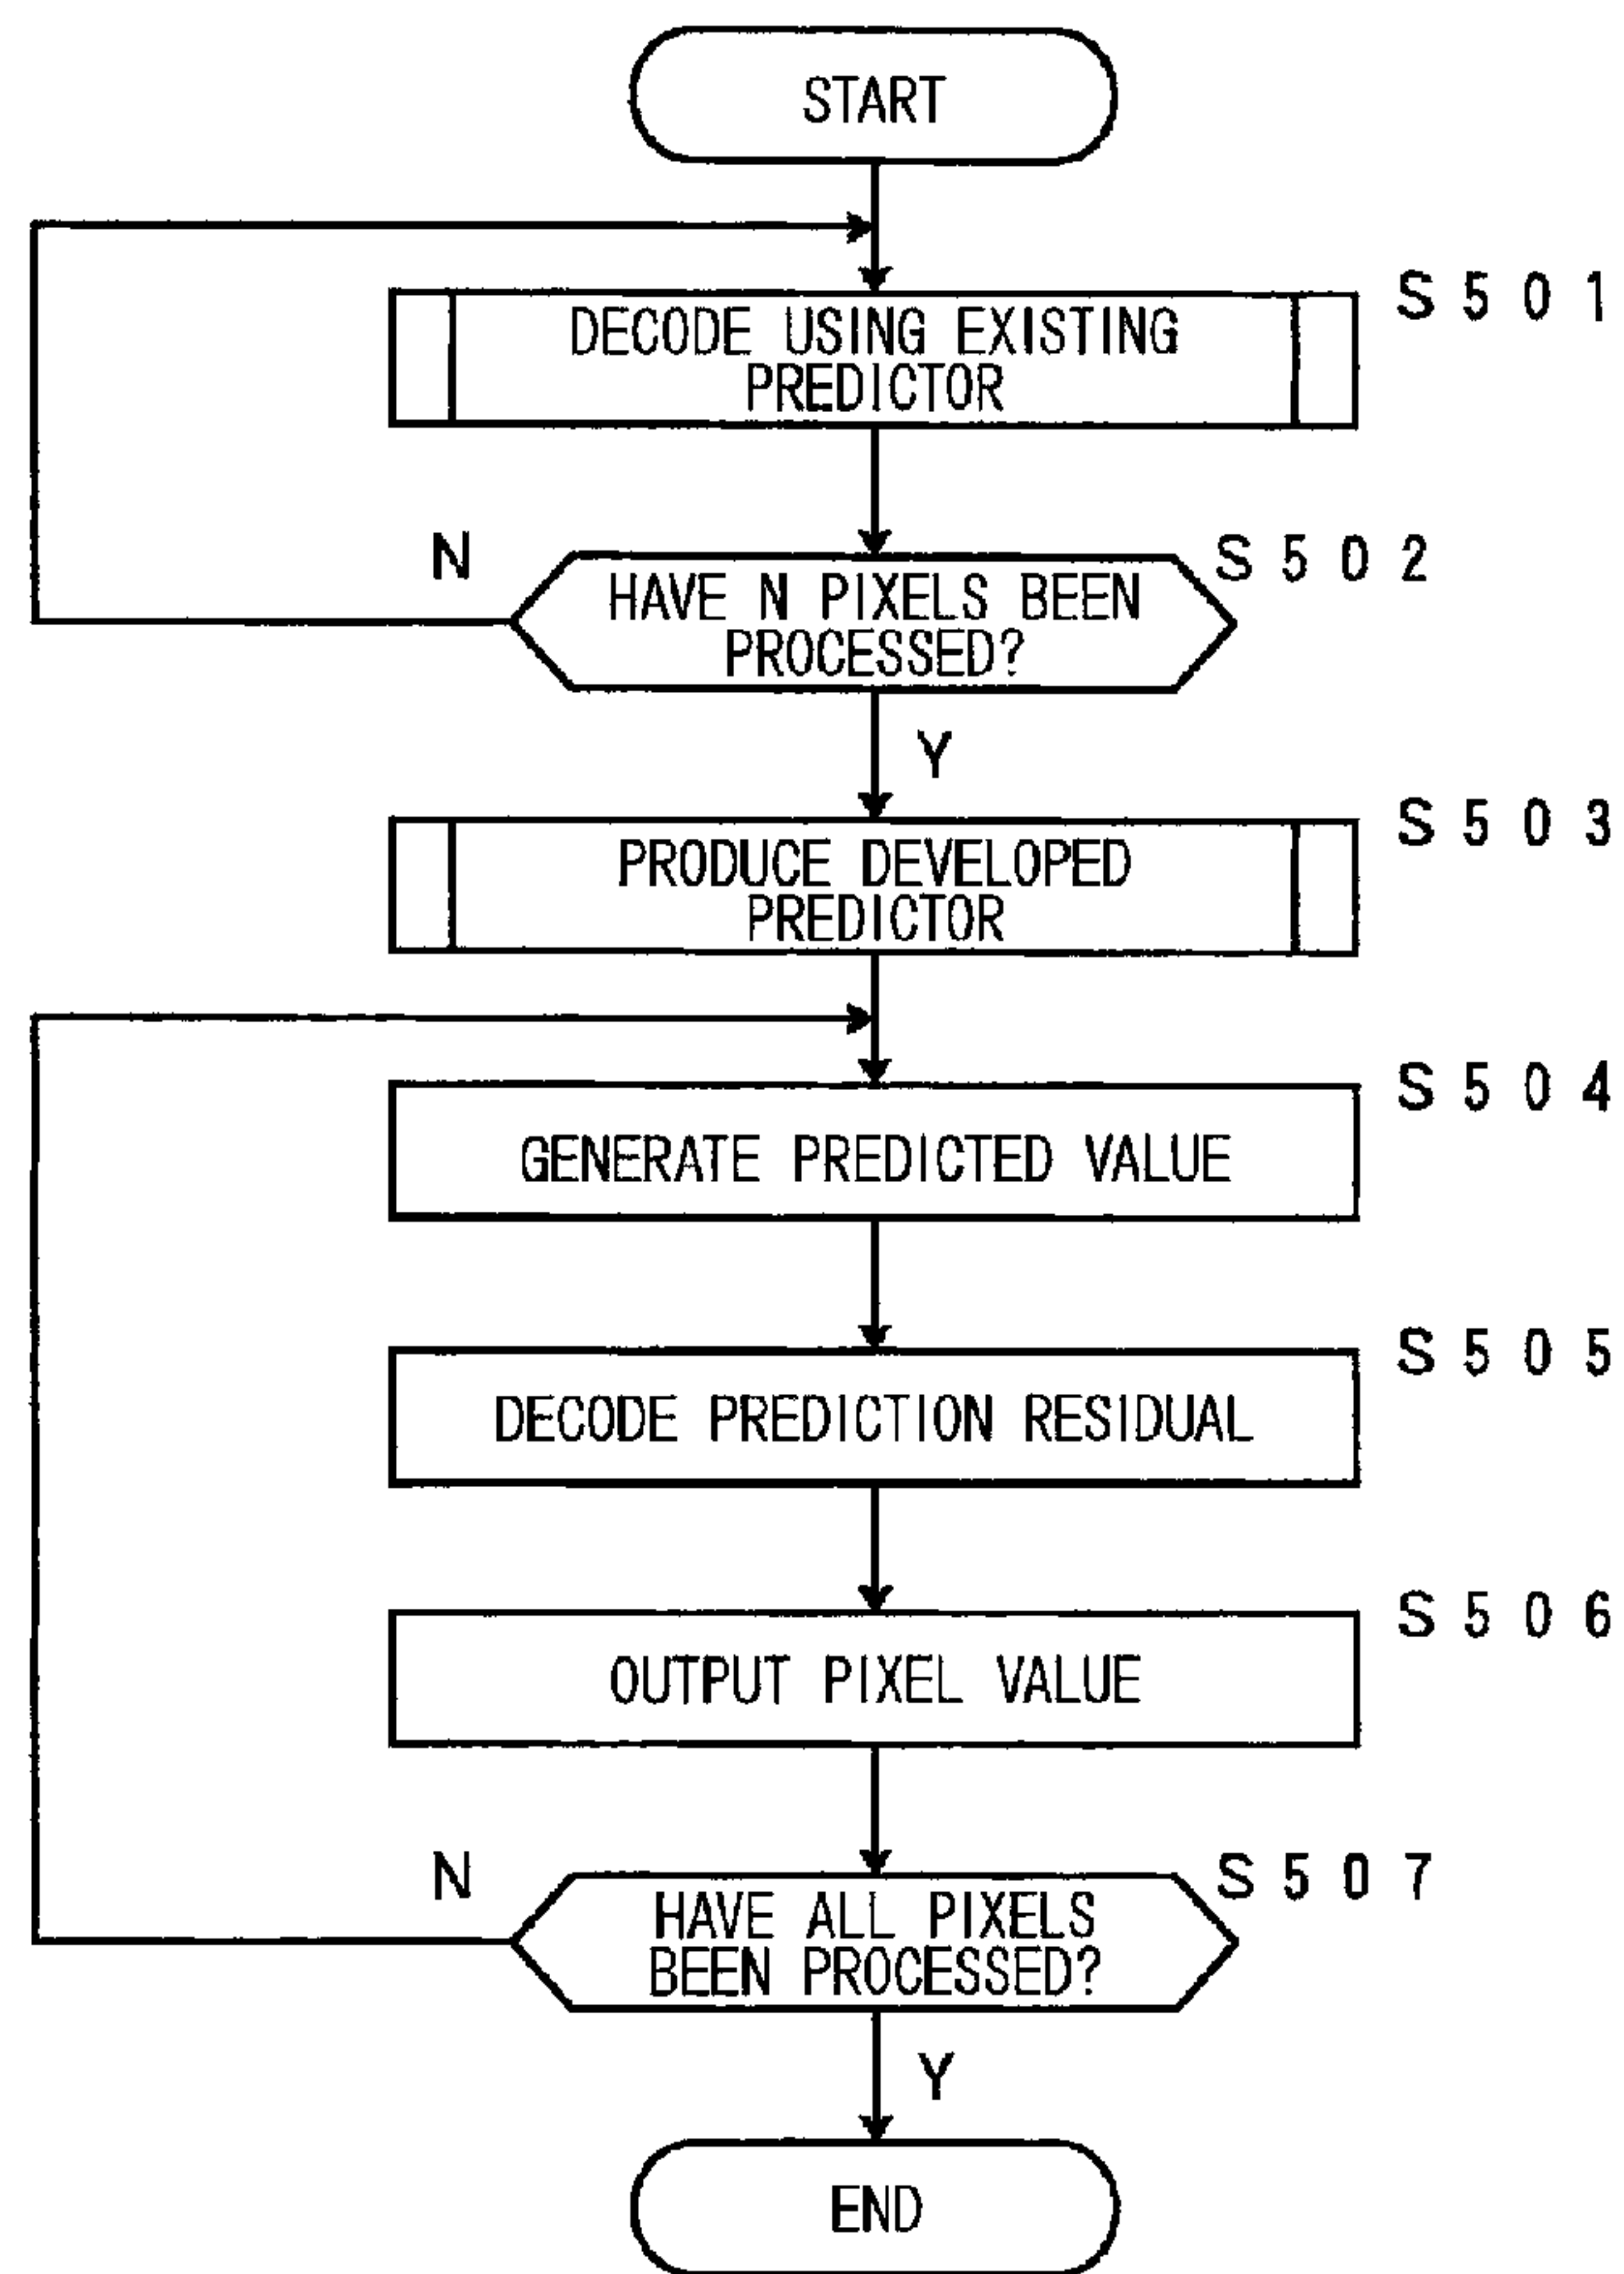 START
S501
DECODE USING EXISTING
PREDICTOR
N
S502
HAVE N PIXELS BEEN
PROCESSED?
Y
S503
PRODUCE DEVELOPED
PREDICTOR
S504
GENERATE PREDICTED VALUE
S505
DECODE PREDICTION RESIDUAL
S506
OUTPUT PIXEL VALUE
N
S507
HAVE ALL PIXELS
BEEN PROCESSED?
Y
END